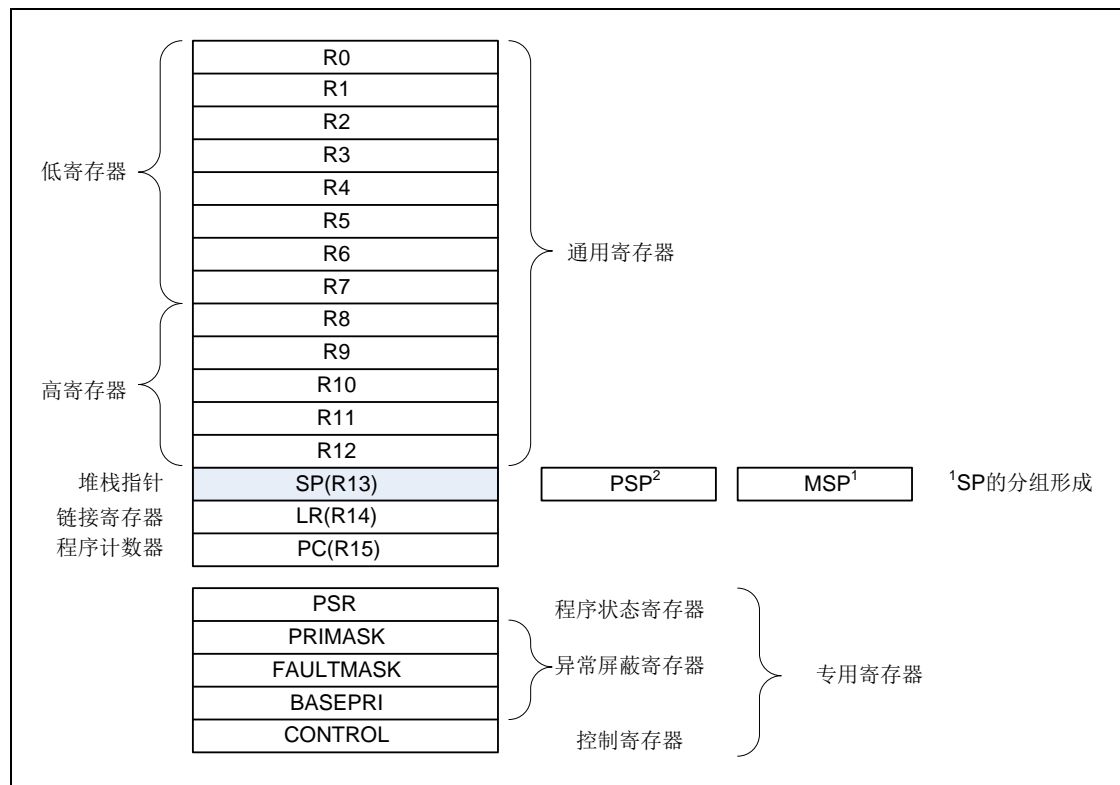 R0
R1
R2
R3
低寄存器
R4
R5
R6
通用寄存器
R7
R8
R9
高寄存器
R10
R11
R12
堆栈指针 SP(R13) PSP² MSP¹ ¹SP的分组形成
链接寄存器 LR(R14)
程序计数器 PC(R15)
PSR 程序状态寄存器
PRIMASK
FAULTMASK 异常屏蔽寄存器 专用寄存器
BASEPRI
CONTROL 控制寄存器